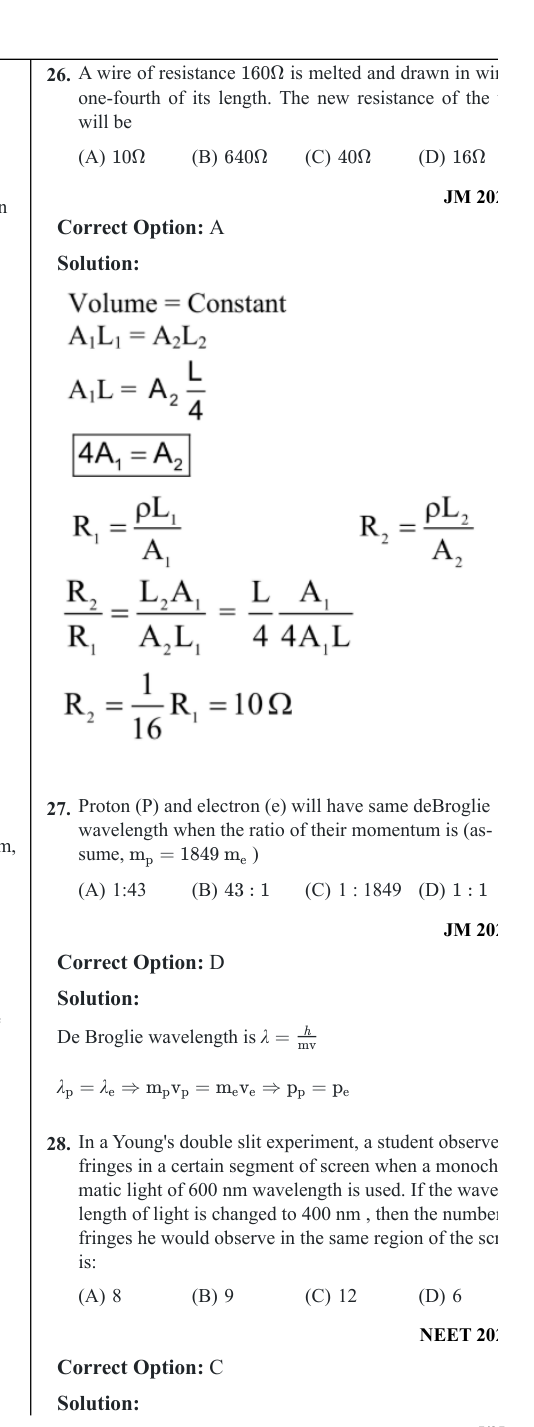 26. A wire of resistance 160Ω is melted and drawn in
one-fourth of its length. The new resistance of the
will be
(A) 10Ω (B) 640Ω (C) 40Ω (D) 16Ω
JM
n
Correct Option: A
Solution:
Volume = Constant
A₁L₁ = A₂L₂
A₁L = A₂ L/4
4A₁ = A₂
R₁ = ρL₁/A₁ R₂ = ρL₂/A₂
R₂/R₁ = L₂A₁/A₂L₁ = L/4 A₁/4A₁L
R₂ = 1/16 R₁ = 10 Ω
27. Proton (P) and electron (e) will have same deBroglie
wavelength when the ratio of their momentum is (as-
m,
sume, mₚ = 1849 mₑ )
(A) 1:43 (B) 43 : 1 (C) 1 : 1849 (D) 1 : 1
JM
Correct Option: D
Solution:
De Broglie wavelength is λ = h/mv
λₚ = λₑ ⇒ mₚvₚ = mₑvₑ ⇒ pₚ = pₑ
28. In a Young's double slit experiment, a student observe
fringes in a certain segment of screen when a monoch
matic light of 600 nm wavelength is used. If the wave
length of light is changed to 400 nm , then the number
fringes he would observe in the same region of the
is:
(A) 8 (B) 9 (C) 12 (D) 6
NEET
Correct Option: C
Solution: